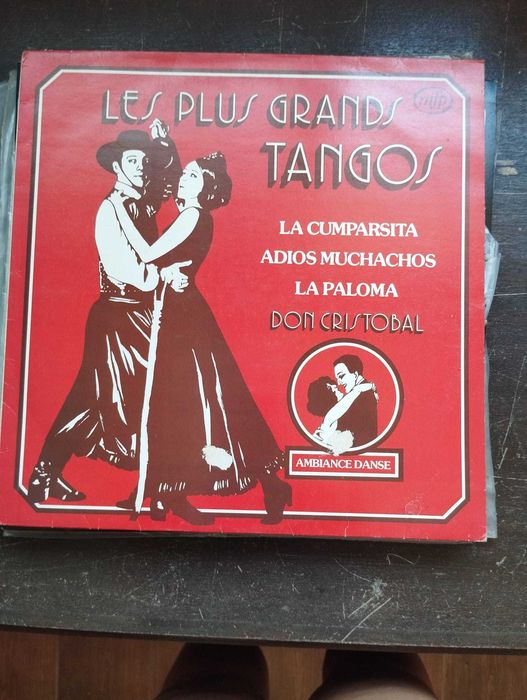 LES PLUS GRANDS
TANGOS
mfp
LA CUMPARSITA
ADIOS MUCHACHOS
LA PALOMA
DON CRISTOBAL
AMBIANCE DANSE